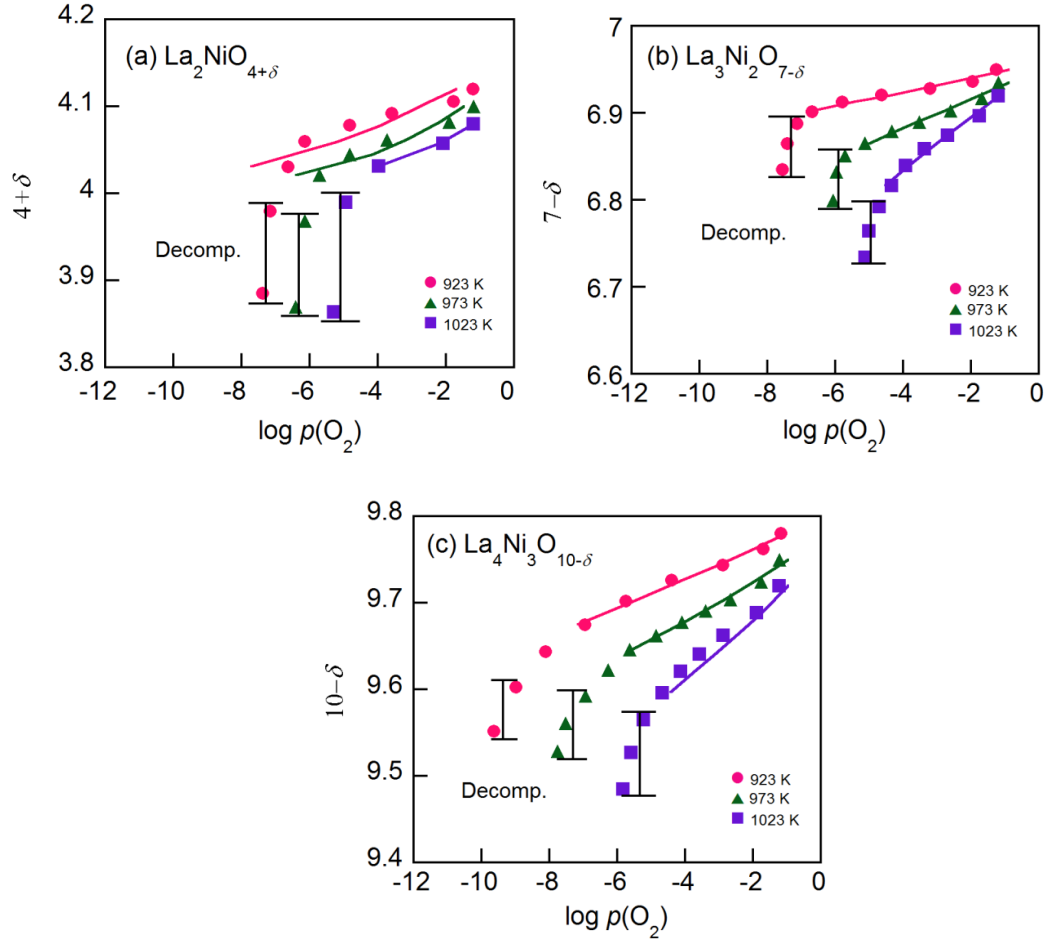 (a) La₂NiO₄₊δ
4.2
4.1
4
3.9
3.8
4+δ
Decomp.
923 K
973 K
1023 K
-12 -10 -8 -6 -4 -2 0
log p(O₂)
(b) La₃Ni₂O₇₋δ
7
6.9
6.8
6.7
6.6
7−δ
Decomp.
923 K
973 K
1023 K
-12 -10 -8 -6 -4 -2 0
log p(O₂)
(c) La₄Ni₃O₁₀₋δ
9.8
9.7
9.6
9.5
9.4
10−δ
Decomp.
923 K
973 K
1023 K
-12 -10 -8 -6 -4 -2 0
log p(O₂)